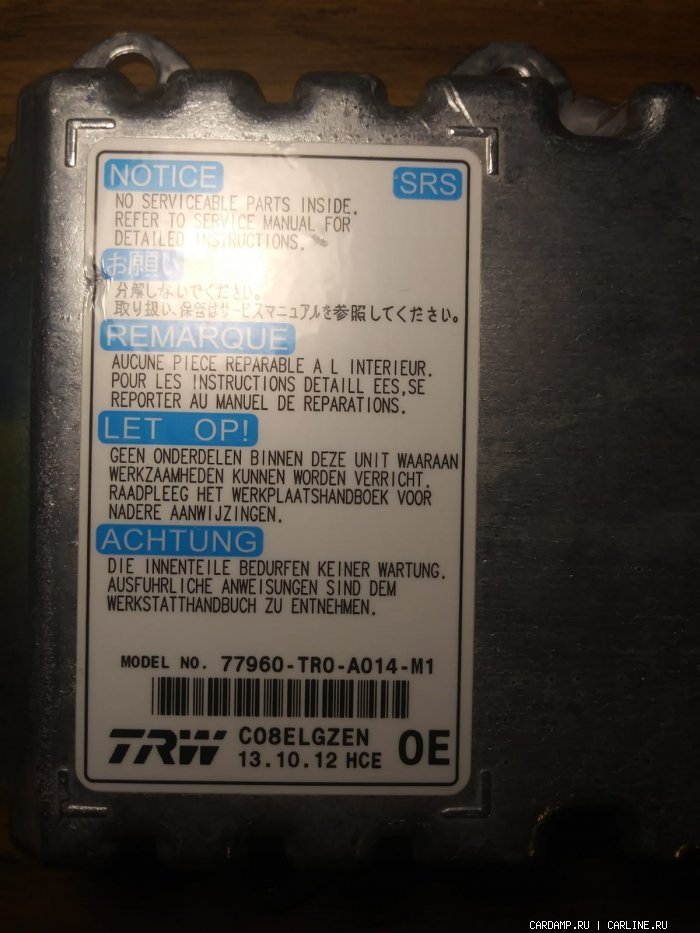 NOTICE
SRS
NO SERVICEABLE PARTS INSIDE.
REFER TO SERVICE MANUAL FOR
DETAILED INSTRUCTIONS.
お願い
分解しないでください。
取り扱い、保管はサービスマニュアルを参照してください。
REMARQUE
AUCUNE PIECE REPARABLE A L INTERIEUR.
POUR LES INSTRUCTIONS DETAILL EES,SE
REPORTER AU MANUEL DE REPARATIONS.
LET OP!
GEEN ONDERDELEN BINNEN DEZE UNIT WAARAAN
WERKZAAMHEDEN KUNNEN WORDEN VERRICHT.
RAADPLEEG HET WERKPLAATSHANDBOEK VOOR
NADERE AANWIJZINGEN.
ACHTUNG
DIE INNENTEILE BEDURFEN KEINER WARTUNG.
AUSFUHRLICHE ANWEISUNGEN SIND DEM
WERKSTATTHANDBUCH ZU ENTNEHMEN.
MODEL NO. 77960-TR0-A014-M1
TRW C08ELGZEN 0E
13.10.12 HCE
CARDAMP.RU | CARLINE.RU